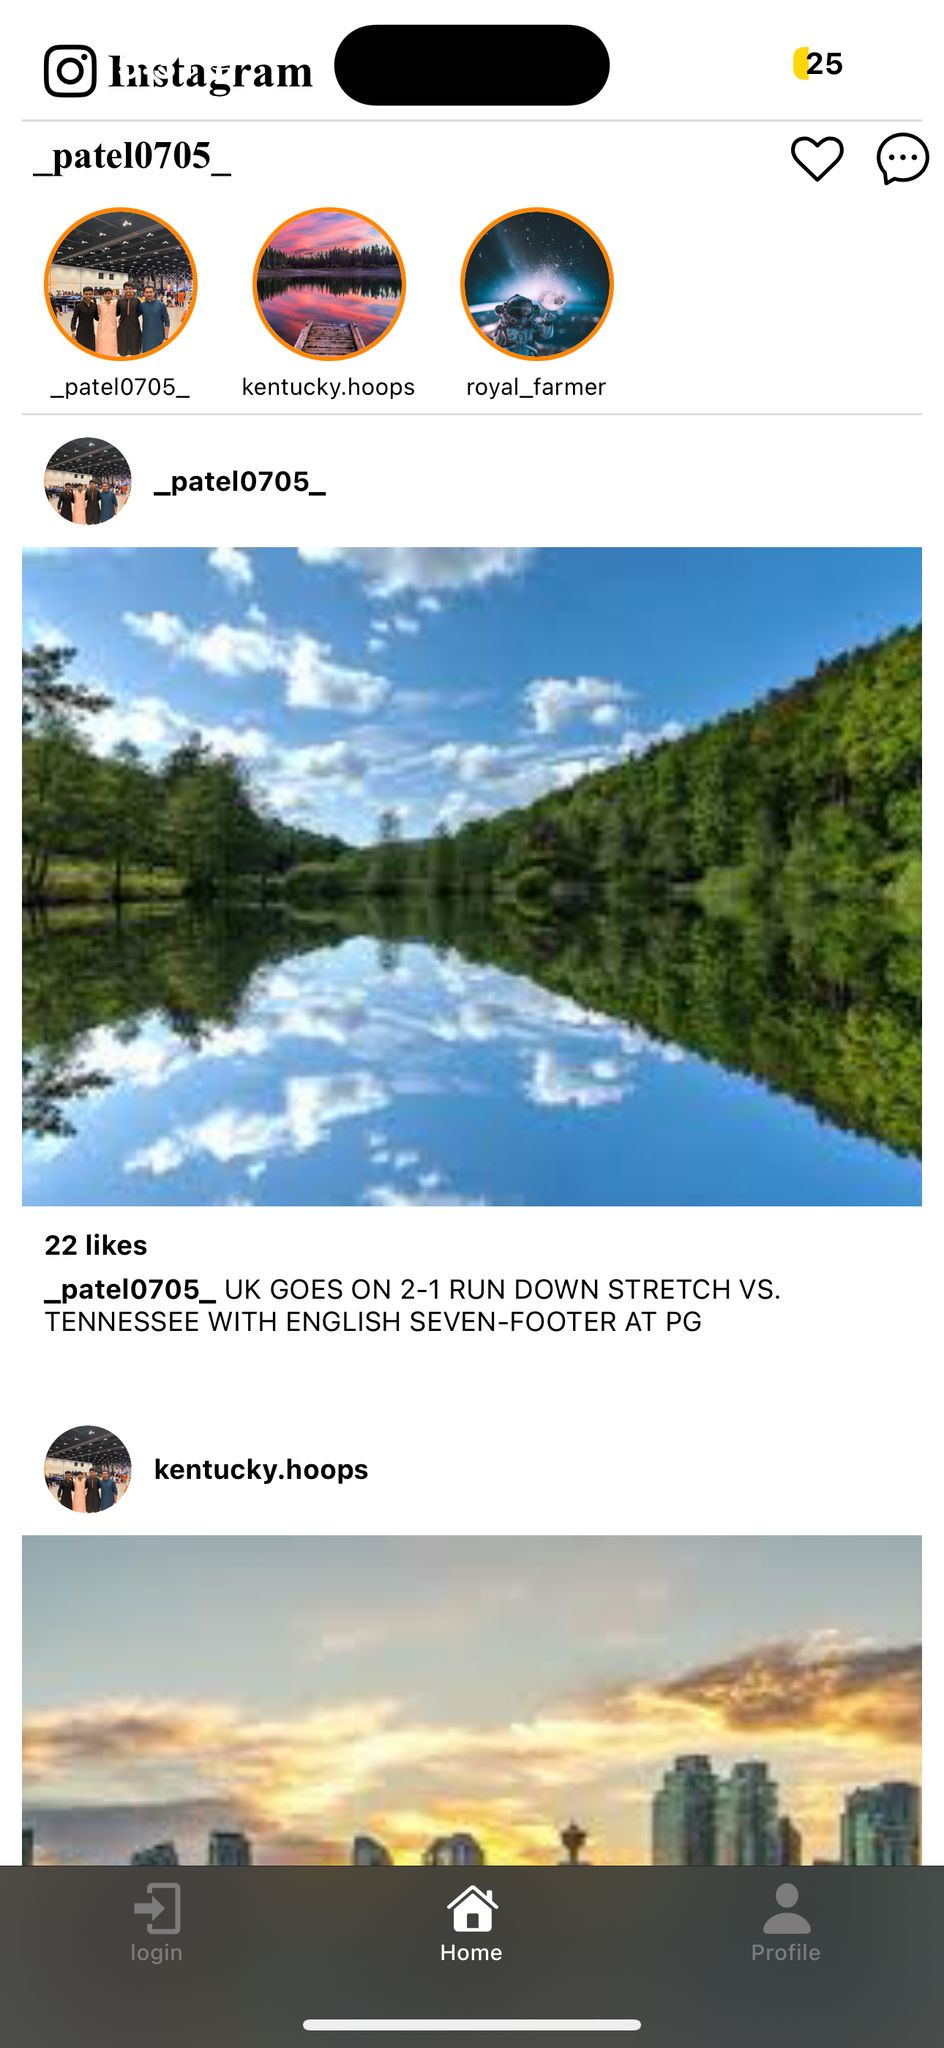 Instagram
25
_patel0705_
_patel0705_ kentucky.hoops royal_farmer
_patel0705_
22 likes
_patel0705_ UK GOES ON 2-1 RUN DOWN STRETCH VS.
TENNESSEE WITH ENGLISH SEVEN-FOOTER AT PG
kentucky.hoops
login Home Profile